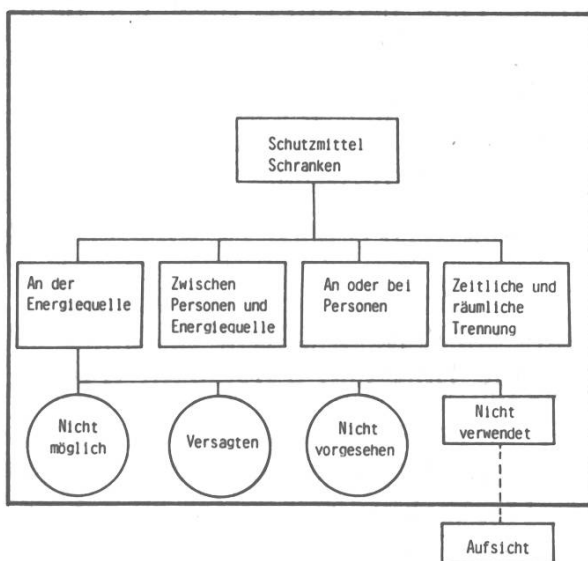 Schutzmittel
Schranken
An der
Energiequelle
Zwischen
Personen und
Energiequelle
An oder bei
Personen
Zeitliche und
räumliche
Trennung
Nicht
möglich
Versagten
Nicht
vorgesehen
Nicht
verwendet
Aufsicht